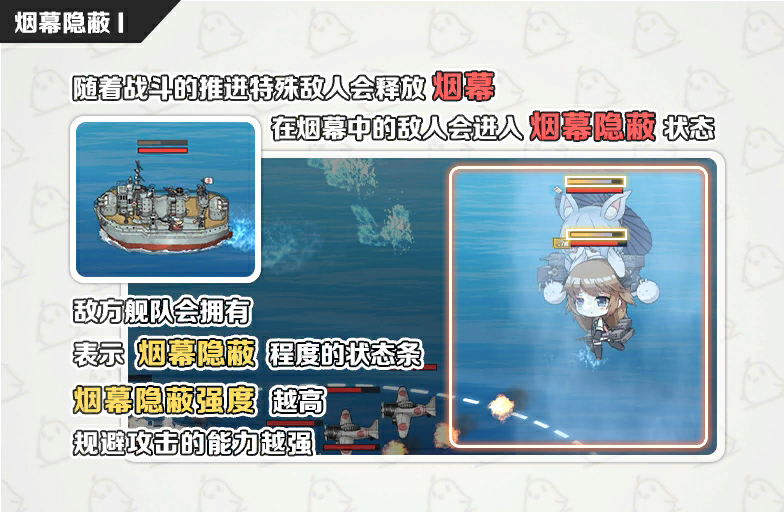 烟幕隐蔽 I
随着战斗的推进特殊敌人会释放 烟幕
在烟幕中的敌人会进入 烟幕隐蔽 状态
敌方舰队会拥有
表示 烟幕隐蔽 程度的状态条
烟幕隐蔽强度 越高
规避攻击的能力越强